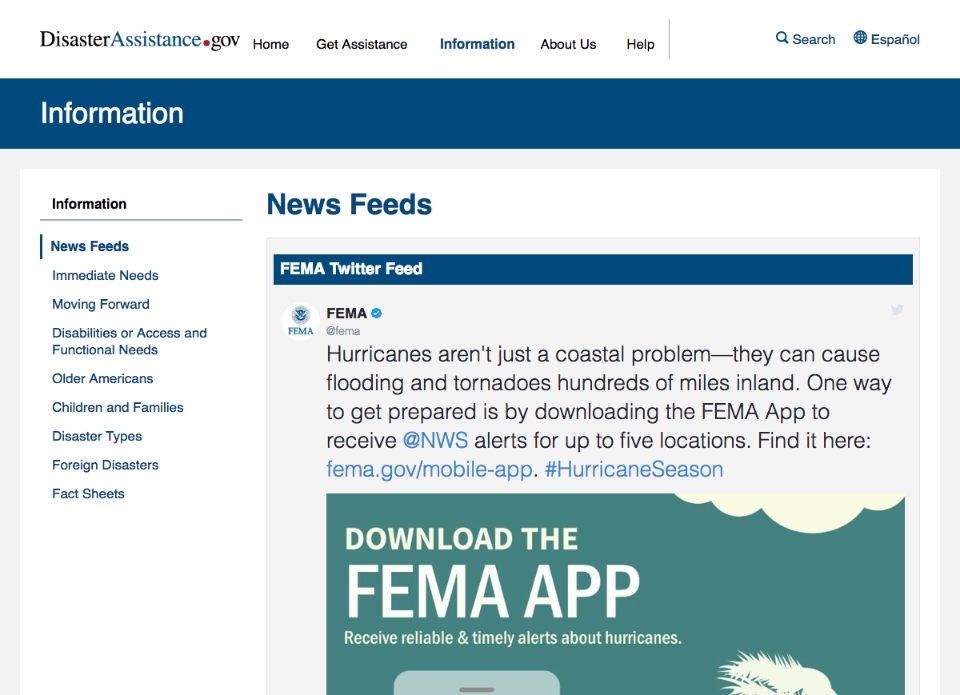 DisasterAssistance.gov
Home
Get Assistance
Information
About Us
Help
Search
Español
Information
Information
News Feeds
Immediate Needs
Moving Forward
Disabilities or Access and
Functional Needs
Older Americans
Children and Families
Disaster Types
Foreign Disasters
Fact Sheets
News Feeds
FEMA Twitter Feed
FEMA
FEMA
@fema
Hurricanes aren't just a coastal problem—they can cause
flooding and tornadoes hundreds of miles inland. One way
to get prepared is by downloading the FEMA App to
receive @NWS alerts for up to five locations. Find it here:
fema.gov/mobile-app. #HurricaneSeason
DOWNLOAD THE
FEMA APP
Receive reliable & timely alerts about hurricanes.